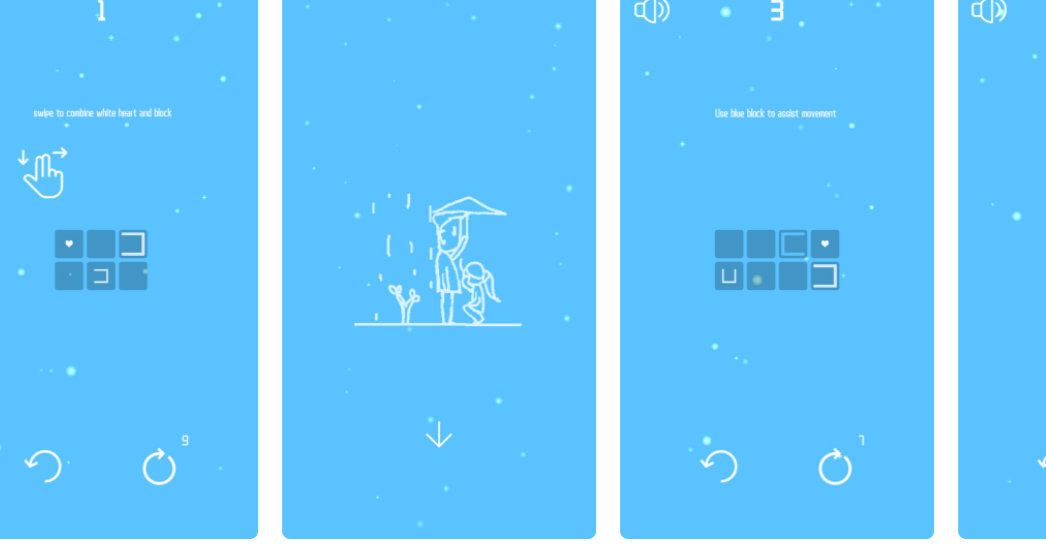 1
swipe to combine white heart and block
9
3
Use blue block to assist movement
7